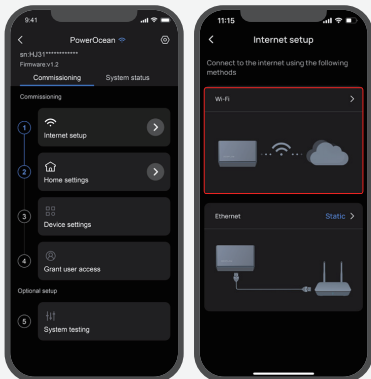 9:41
PowerOcean
sn:HJ31************
Firmware:v1.2
Commissioning System status
Commissioning
1 Internet setup
2 Home settings
3 Device settings
4 Grant user access
Optional setup
5 System testing
11:15
Internet setup
Connect to the internet using the following
methods
Wi-Fi
Ethernet Static